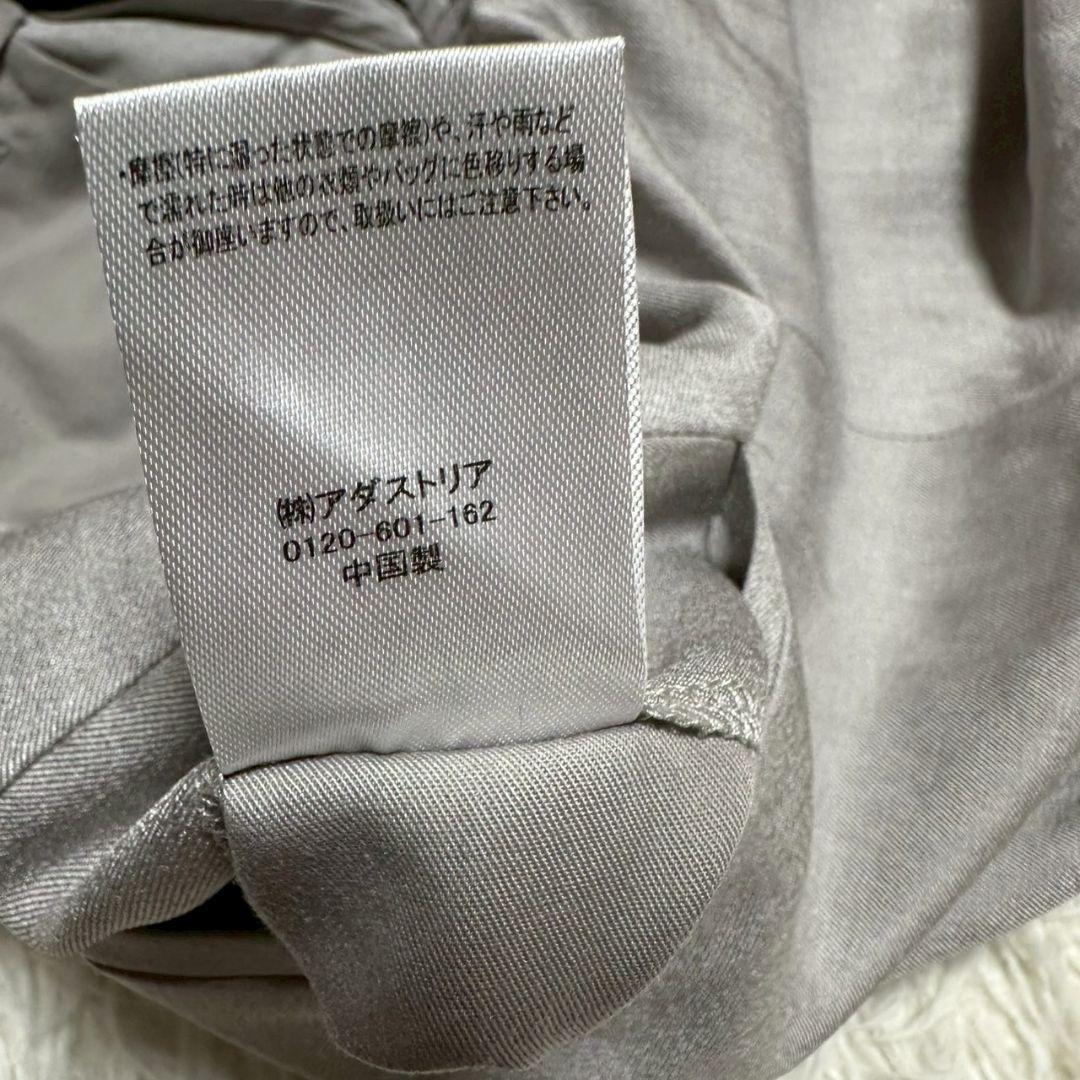 ・摩擦(特に湿った状態での摩擦)や、汗や雨など
で濡れた時は他の衣類やバッグに色移りする場
合が御座いますので、取扱いにはご注意下さい。
㈱アダストリア
0120-601-162
中国製